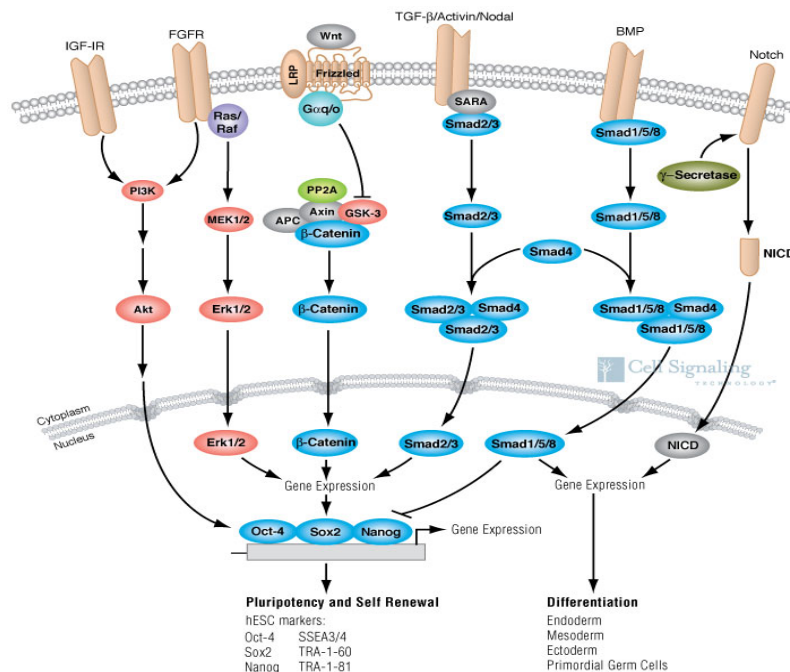 TGF-β/Activin/Nodal
Wnt
BMP
FGFR
IGF-IR
Notch
LRP
Frizzled
SARA
Gαq/o
Ras/
Raf
Smad2/3
Smad1/5/8
γ-Secretase
PI3K
PP2A
Axin
GSK-3
APC
β-Catenin
MEK1/2
Smad2/3
Smad1/5/8
Smad4
NICD
Akt
Erk1/2
β-Catenin
Smad2/3
Smad4
Smad2/3
Smad1/5/8
Smad4
Smad1/5/8
Cell Signaling
TECHNOLOGY®
Cytoplasm
Nucleus
Erk1/2
β-Catenin
Smad2/3
Smad1/5/8
NICD
Gene Expression
Gene Expression
Oct-4
Sox2
Nanog
Gene Expression
Pluripotency and Self Renewal
hESC markers:
Oct-4 SSEA3/4
Sox2 TRA-1-60
Nanog TRA-1-81
Differentiation
Endoderm
Mesoderm
Ectoderm
Primordial Germ Cells